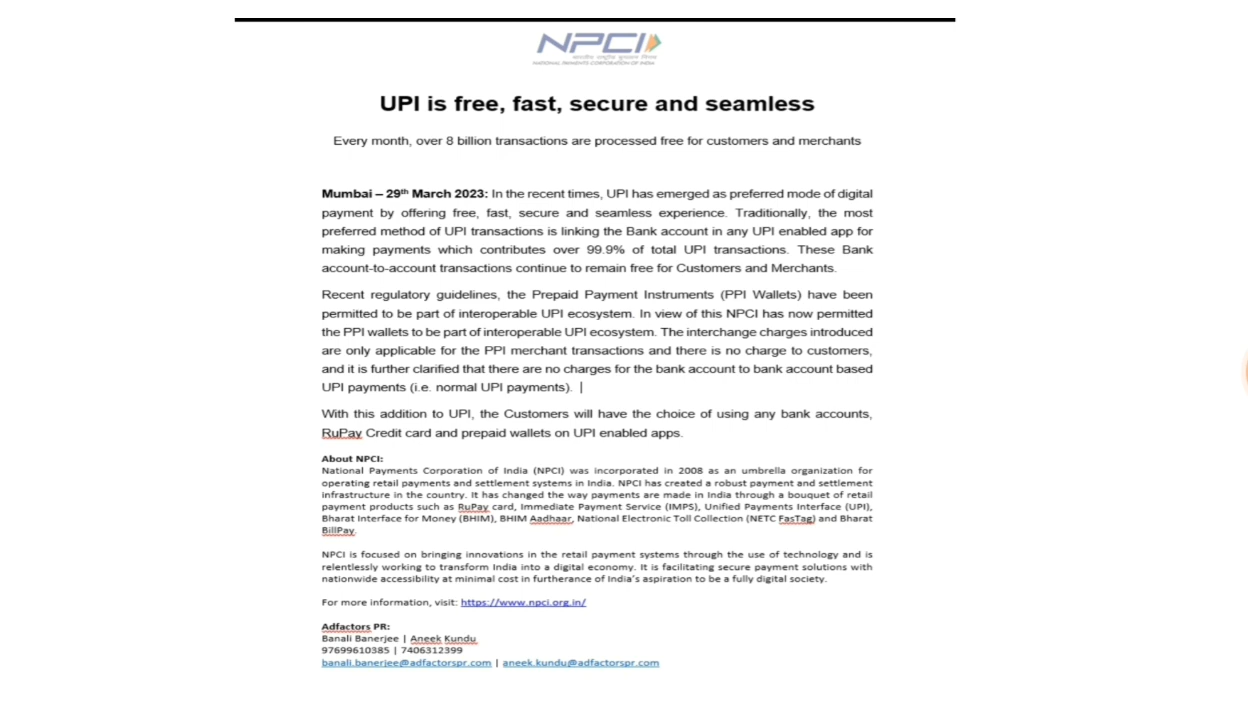 NPCI
भारतीय राष्ट्रीय भुगतान निगम
NATIONAL PAYMENTS CORPORATION OF INDIA
UPI is free, fast, secure and seamless
Every month, over 8 billion transactions are processed free for customers and merchants
Mumbai – 29th March 2023: In the recent times, UPI has emerged as preferred mode of digital
payment by offering free, fast, secure and seamless experience. Traditionally, the most
preferred method of UPI transactions is linking the Bank account in any UPI enabled app for
making payments which contributes over 99.9% of total UPI transactions. These Bank
account-to-account transactions continue to remain free for Customers and Merchants.
Recent regulatory guidelines, the Prepaid Payment Instruments (PPI Wallets) have been
permitted to be part of interoperable UPI ecosystem. In view of this NPCI has now permitted
the PPI wallets to be part of interoperable UPI ecosystem. The interchange charges introduced
are only applicable for the PPI merchant transactions and there is no charge to customers,
and it is further clarified that there are no charges for the bank account to bank account based
UPI payments (i.e. normal UPI payments).
With this addition to UPI, the Customers will have the choice of using any bank accounts,
RuPay Credit card and prepaid wallets on UPI enabled apps.
About NPCI:
National Payments Corporation of India (NPCI) was incorporated in 2008 as an umbrella organization for
operating retail payments and settlement systems in India. NPCI has created a robust payment and settlement
infrastructure in the country. It has changed the way payments are made in India through a bouquet of retail
payment products such as RuPay card, Immediate Payment Service (IMPS), Unified Payments Interface (UPI),
Bharat Interface for Money (BHIM), BHIM Aadhaar, National Electronic Toll Collection (NETC FasTag) and Bharat
BillPay.
NPCI is focused on bringing innovations in the retail payment systems through the use of technology and is
relentlessly working to transform India into a digital economy. It is facilitating secure payment solutions with
nationwide accessibility at minimal cost in furtherance of India's aspiration to be a fully digital society.
For more information, visit: https://www.npci.org.in/
Adfactors PR:
Banali Banerjee | Aneek Kundu
97699610385 | 7406312399
banali.banerjee@adfactorspr.com | aneek.kundu@adfactorspr.com